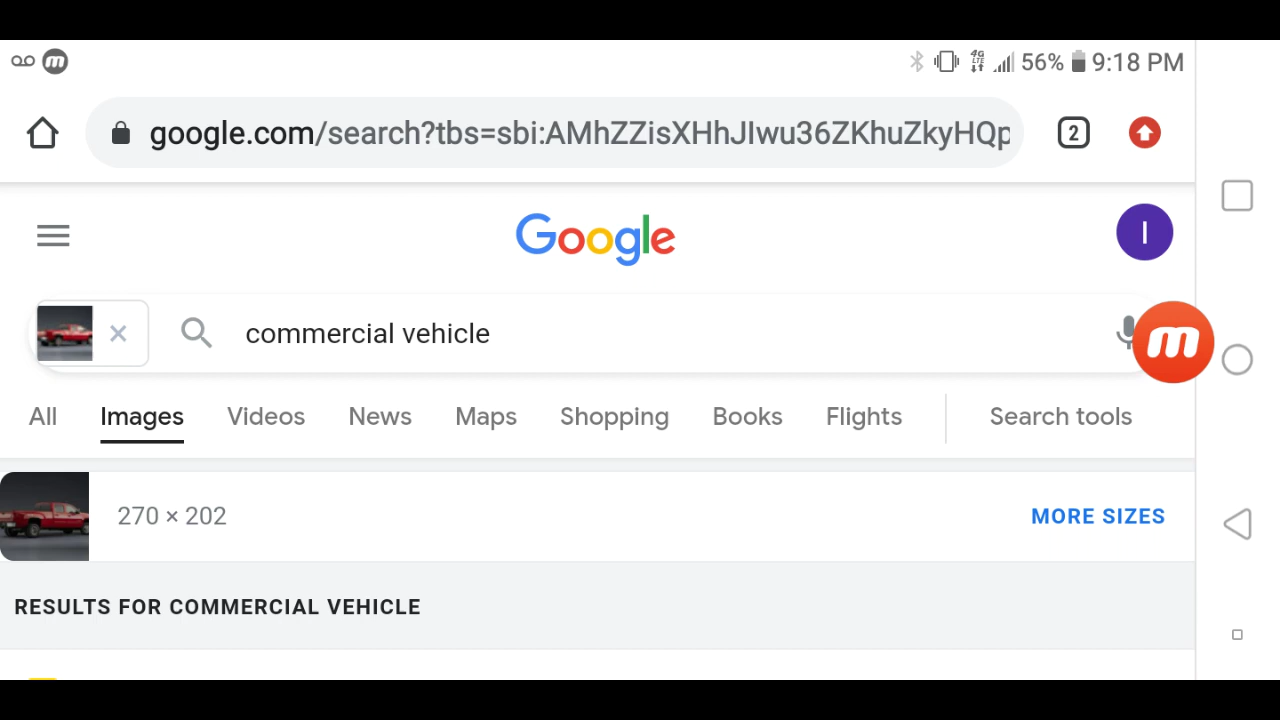 56% 9:18 PM
google.com/search?tbs=sbi:AMhZZisXHhJIwu36ZKhuZkyHQp
2
Google
I
commercial vehicle
m
All Images Videos News Maps Shopping Books Flights Search tools
270 × 202 MORE SIZES
RESULTS FOR COMMERCIAL VEHICLE